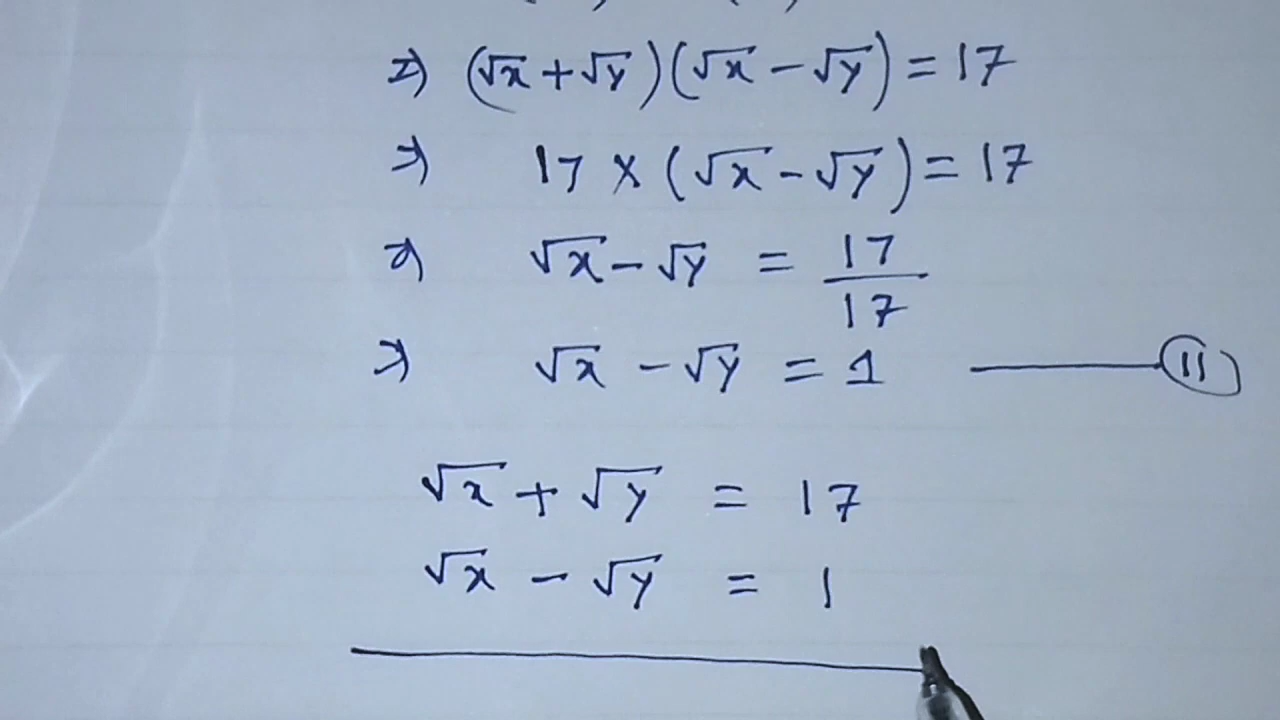 ⇒ (√x + √y)(√x − √y) = 17
⇒ 17 × (√x − √y) = 17
⇒ √x − √y = 17/17
⇒ √x − √y = 1 —— (II)
√x + √y = 17
√x − √y = 1